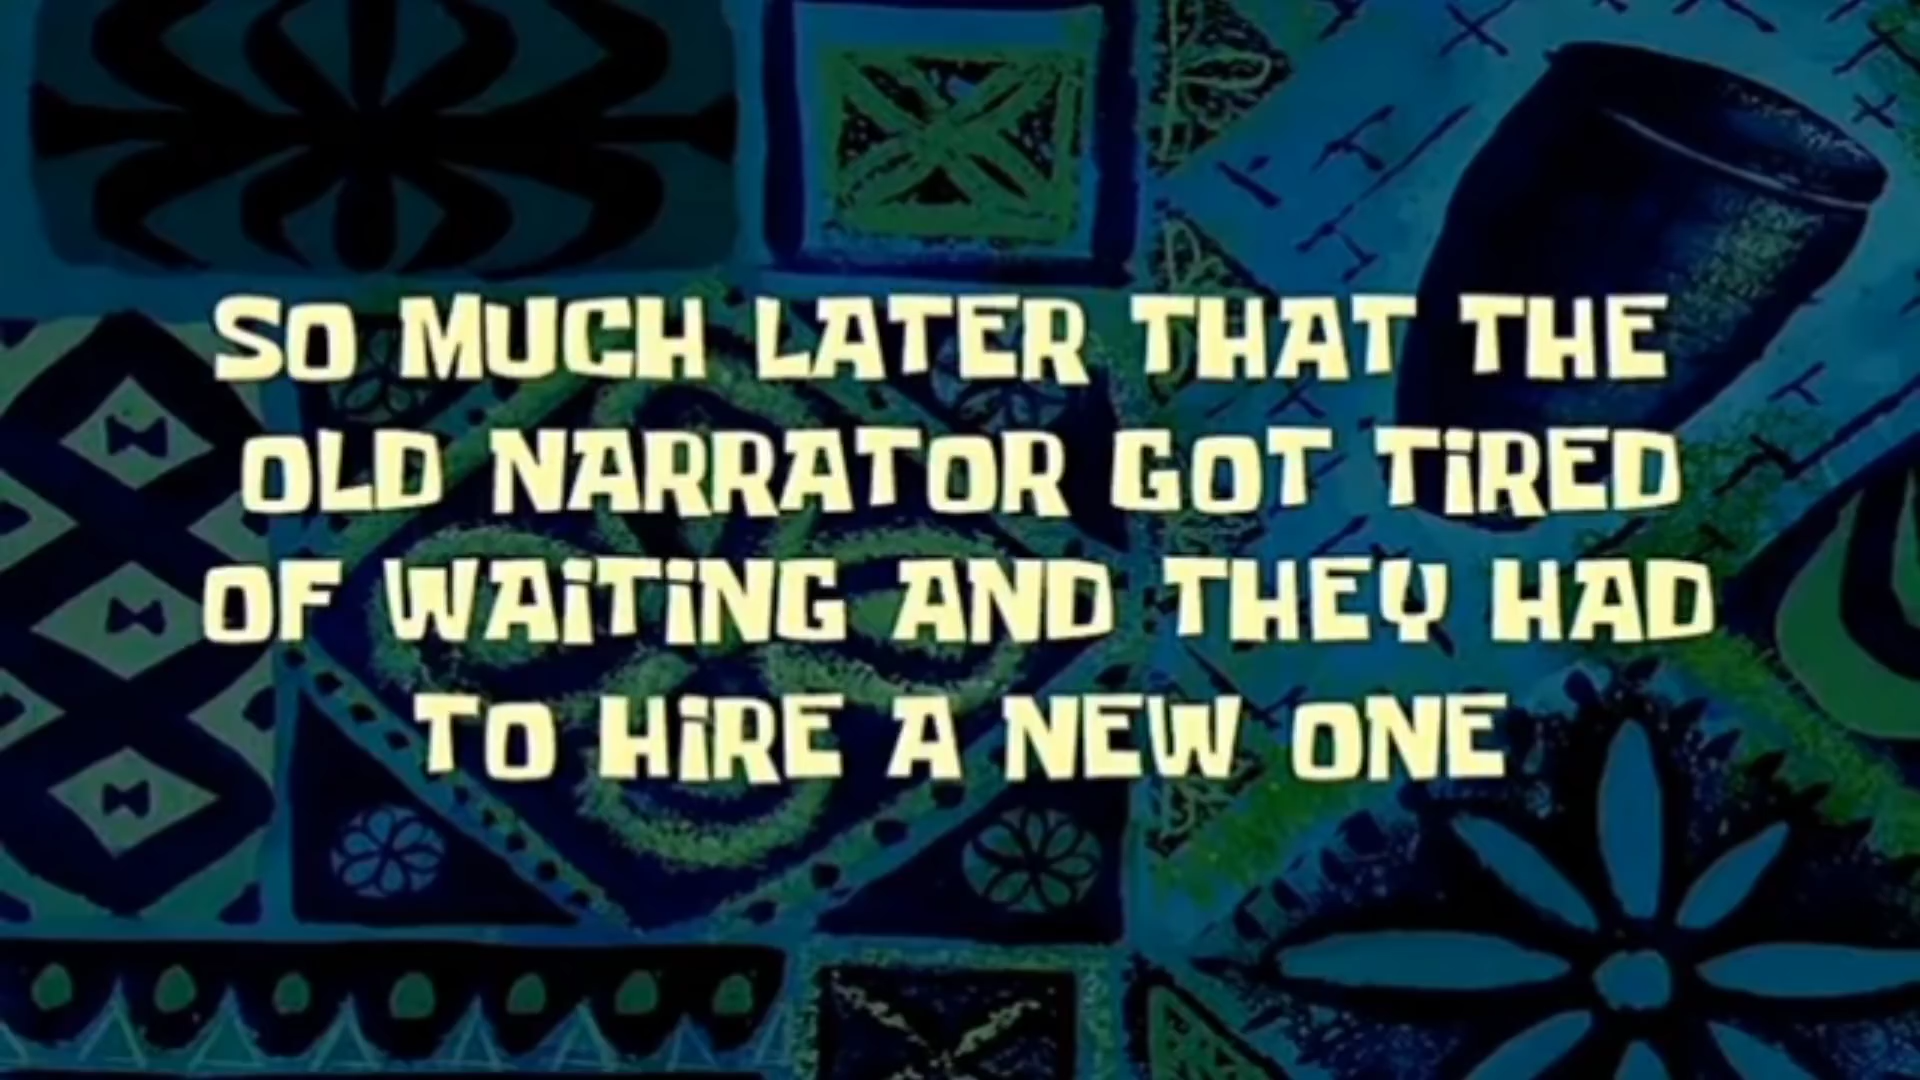 SO MUCH LATER THAT THE
OLD NARRATOR GOT TiRED
OF WAiTiNG AND THEY HAD
TO HiRE A NEW ONE